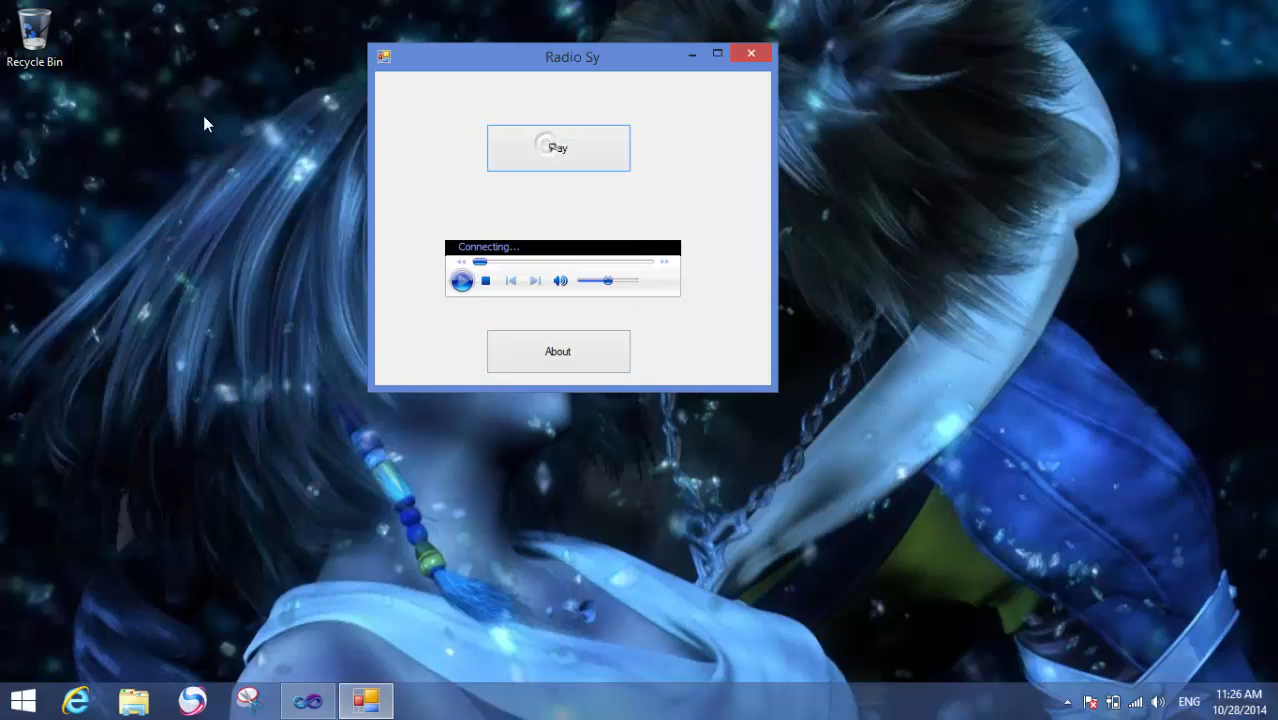 Recycle Bin
Radio Sy
Play
Connecting...
About
ENG
11:26 AM
10/28/2014